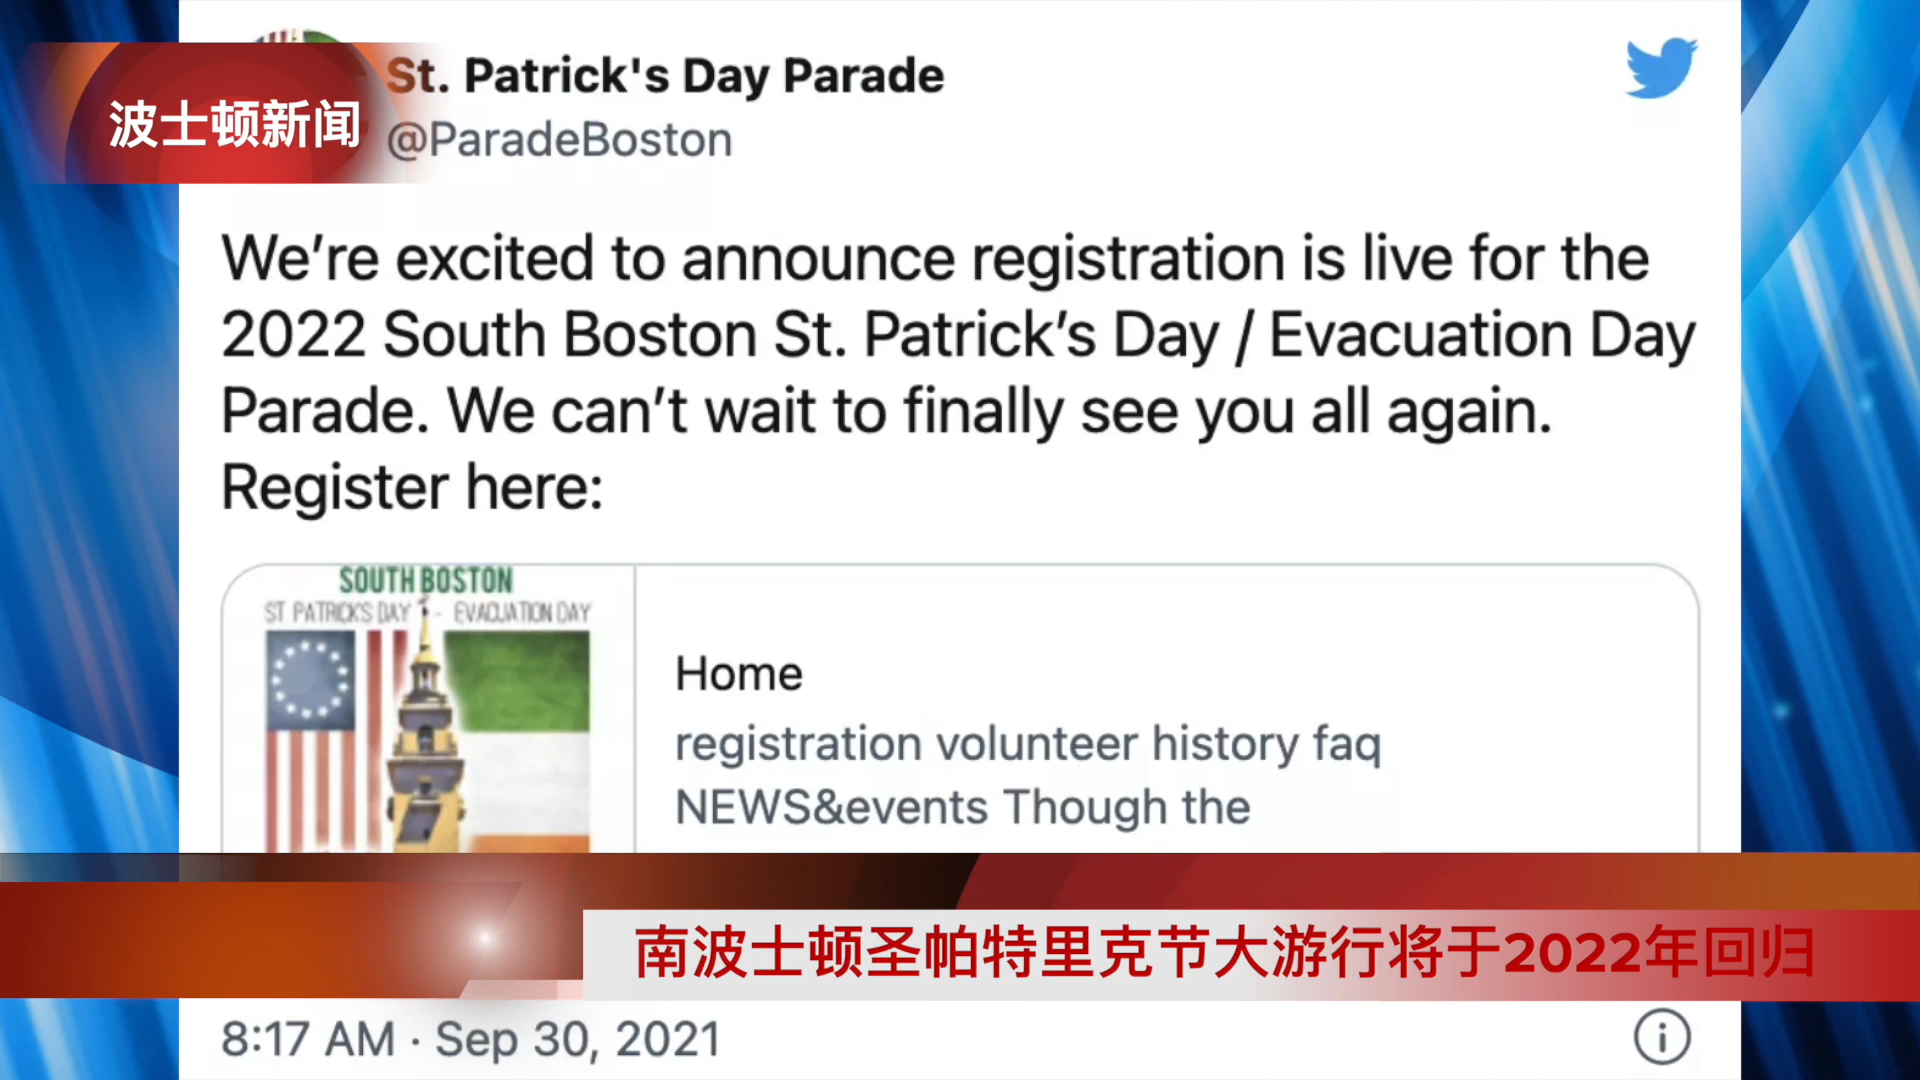 St. Patrick's Day Parade
波士顿新闻
@ParadeBoston
We’re excited to announce registration is live for the
2022 South Boston St. Patrick’s Day / Evacuation Day
Parade. We can’t wait to finally see you all again.
Register here:
SOUTH BOSTON
ST PATRICKS DAY - EVACUATION DAY
Home
registration volunteer history faq
NEWS&events Though the
南波士顿圣帕特里克节大游行将于2022年回归
8:17 AM · Sep 30, 2021